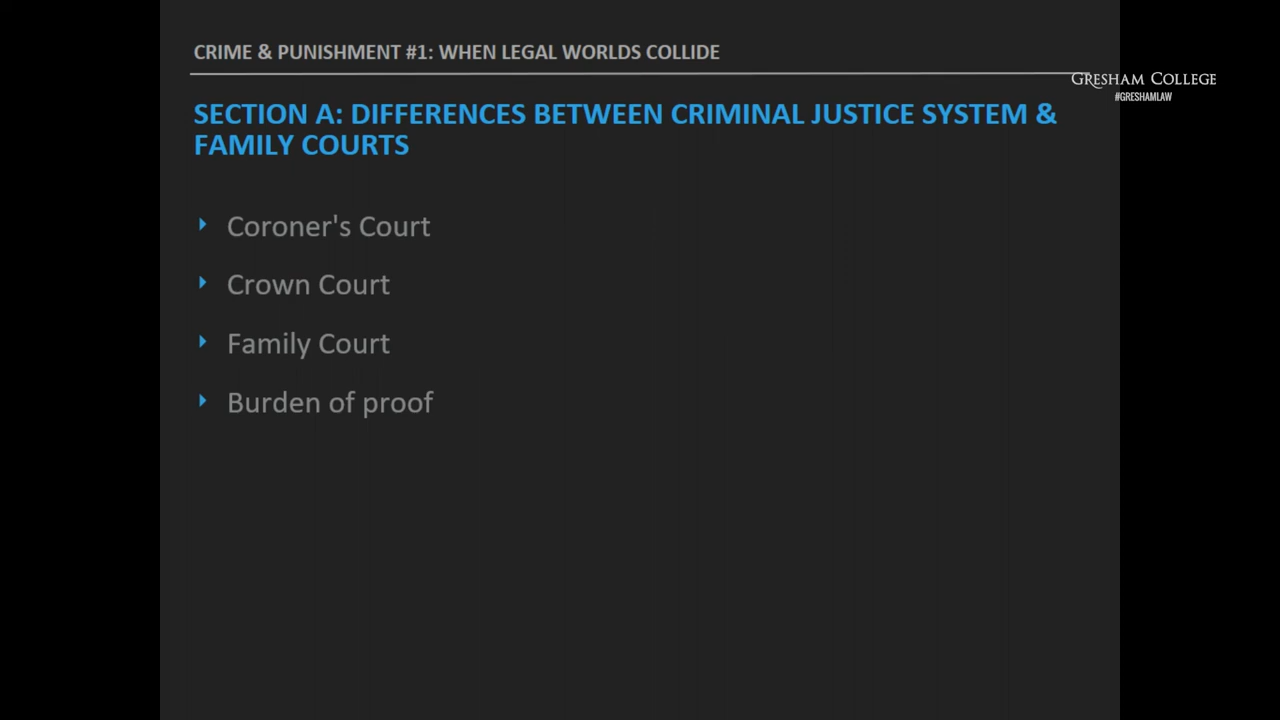 CRIME & PUNISHMENT #1: WHEN LEGAL WORLDS COLLIDE
GRESHAM COLLEGE
#GRESHAMLAW
SECTION A: DIFFERENCES BETWEEN CRIMINAL JUSTICE SYSTEM &
FAMILY COURTS
Coroner's Court
Crown Court
Family Court
Burden of proof